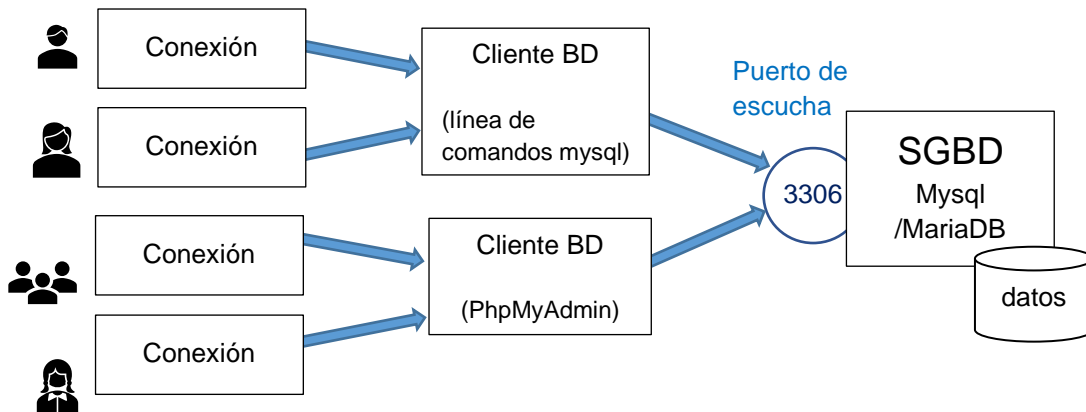 Conexión
Conexión
Conexión
Conexión
Cliente BD
(línea de
comandos mysql)
Cliente BD
(PhpMyAdmin)
Puerto de
escucha
3306
SGBD
Mysql
/MariaDB
datos